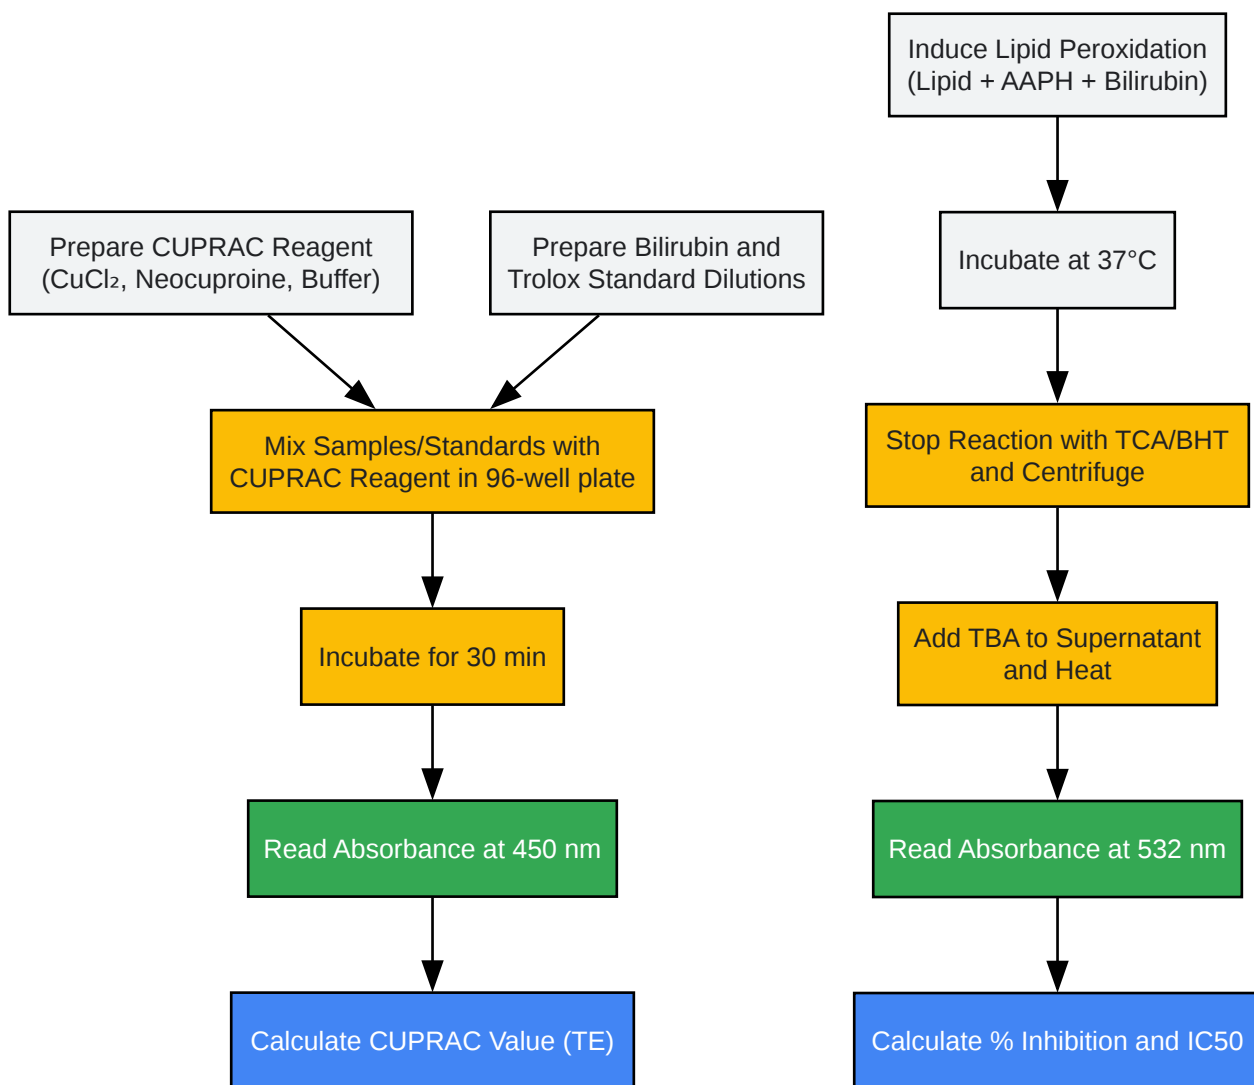 Induce Lipid Peroxidation
(Lipid + AAPH + Bilirubin)
Prepare CUPRAC Reagent
(CuCl₂, Neocuproine, Buffer)
Prepare Bilirubin and
Trolox Standard Dilutions
Incubate at 37°C
Mix Samples/Standards with
CUPRAC Reagent in 96-well plate
Stop Reaction with TCA/BHT
and Centrifuge
Incubate for 30 min
Add TBA to Supernatant
and Heat
Read Absorbance at 450 nm
Read Absorbance at 532 nm
Calculate CUPRAC Value (TE)
Calculate % Inhibition and IC50